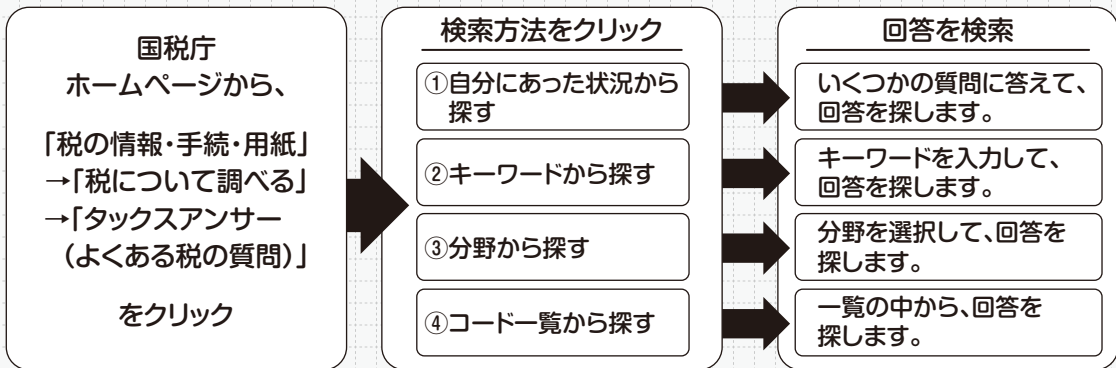 国税庁
ホームページから、
「税の情報・手続・用紙」
→「税について調べる」
→「タックスアンサー
（よくある税の質問）」
をクリック
検索方法をクリック
①自分にあった状況から
探す
②キーワードから探す
③分野から探す
④コード一覧から探す
回答を検索
いくつかの質問に答えて、
回答を探します。
キーワードを入力して、
回答を探します。
分野を選択して、回答を
探します。
一覧の中から、回答を
探します。